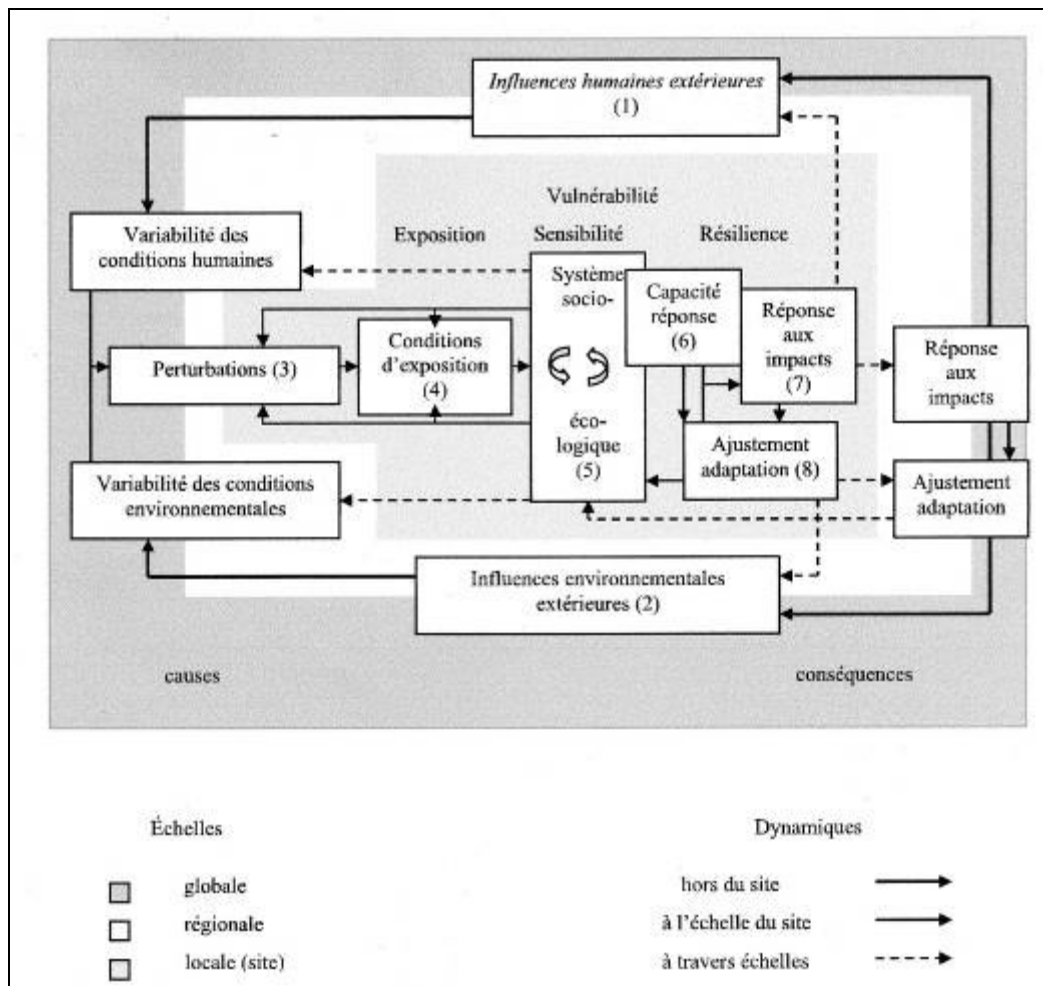 Influences humaines extérieures
(1)
Vulnérabilité
Exposition
Sensibilité
Résilience
Variabilité des
conditions humaines
Système
socio-
éco-
logique
(5)
Capacité
réponse
(6)
Réponse
aux
impacts
(7)
Réponse
aux
impacts
Perturbations (3)
Conditions
d'exposition
(4)
Ajustement
adaptation (8)
Ajustement
adaptation
Variabilité des conditions
environnementales
Influences environnementales
extérieures (2)
causes
conséquences
Échelles
globale
régionale
locale (site)
Dynamiques
hors du site
à l'échelle du site
à travers échelles